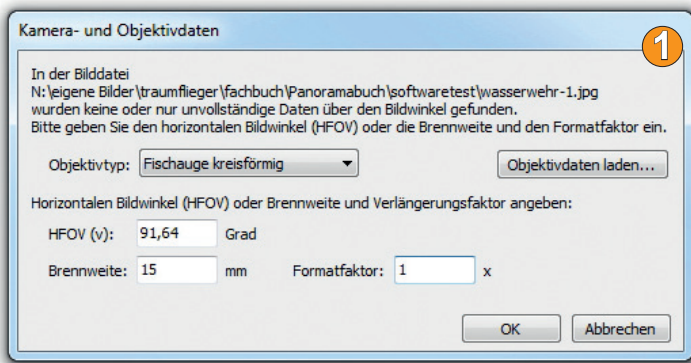 Kamera- und Objektivdaten
1
In der Bilddatei
N:\eigene Bilder\traumflieger\fachbuch\Panoramabuch\softwaretest\wasserwehr-1.jpg
wurden keine oder nur unvollständige Daten über den Bildwinkel gefunden.
Bitte geben Sie den horizontalen Bildwinkel (HFOV) oder die Brennweite und den Formatfaktor ein.
Objektivtyp: Fischauge kreisförmig Objektivdaten laden...
Horizontalen Bildwinkel (HFOV) oder Brennweite und Verlängerungsfaktor angeben:
HFOV (v): 91,64 Grad
Brennweite: 15 mm Formatfaktor: 1 x
OK Abbrechen